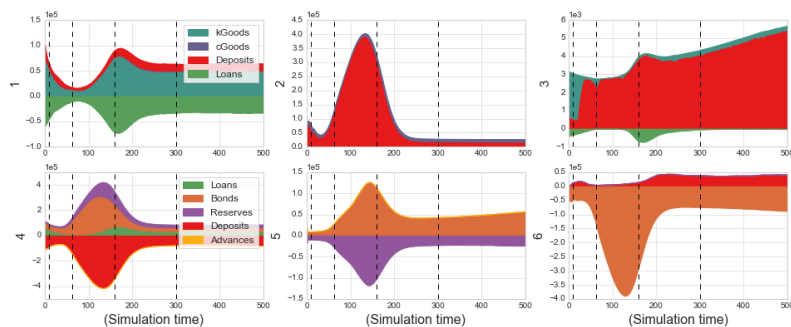 1e5 1e5 1e3
1.5 4.5 6
1.0 4.0 5
0.5 3.5 4
0.0 3.0 3
−0.5 2.5 2
−1.0 2.0 1
1.5 0
1.0 −1
0.5
0.0
1 2 3
kGoods
cGoods
Deposits
Loans
0 100 200 300 400 500 0 100 200 300 400 500 0 100 200 300 400 500
1e5 1e5 1e5
4 1.5 0.5
2 1.0 0.0
0 0.5 −0.5
−2 0.0 −1.0
−4 −0.5 −1.5
−1.0 −2.0
−1.5 −2.5
−3.0
−3.5
−4.0
4 5 6
Loans
Bonds
Reserves
Deposits
Advances
0 100 200 300 400 500 0 100 200 300 400 500 0 100 200 300 400 500
(Simulation time) (Simulation time) (Simulation time)